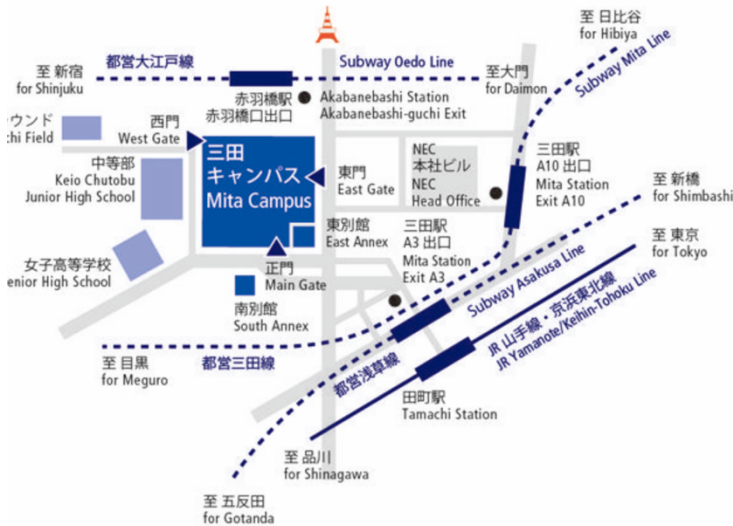 至 日比谷
for Hibiya
Subway Mita Line
都営大江戸線
Subway Oedo Line
至 新宿
for Shinjuku
至大門
for Daimon
赤羽橋駅
赤羽橋口出口
Akabanebashi Station
Akabanebashi-guchi Exit
ウンド
chi Field
西門
West Gate
三田
キャンパス
Mita Campus
東門
East Gate
NEC
本社ビル
NEC
Head Office
三田駅
A10 出口
Mita Station
Exit A10
中等部
Keio Chutobu
Junior High School
至 新橋
for Shimbashi
東別館
East Annex
三田駅
A3 出口
Mita Station
Exit A3
至 東京
for Tokyo
女子高等学校
enior High School
正門
Main Gate
南別館
South Annex
Subway Asakusa Line
JR 山手線・京浜東北線
JR Yamanote/Keihin-Tohoku Line
至 目黒
for Meguro
都営三田線
都営浅草線
田町駅
Tamachi Station
至 品川
for Shinagawa
至 五反田
for Gotanda